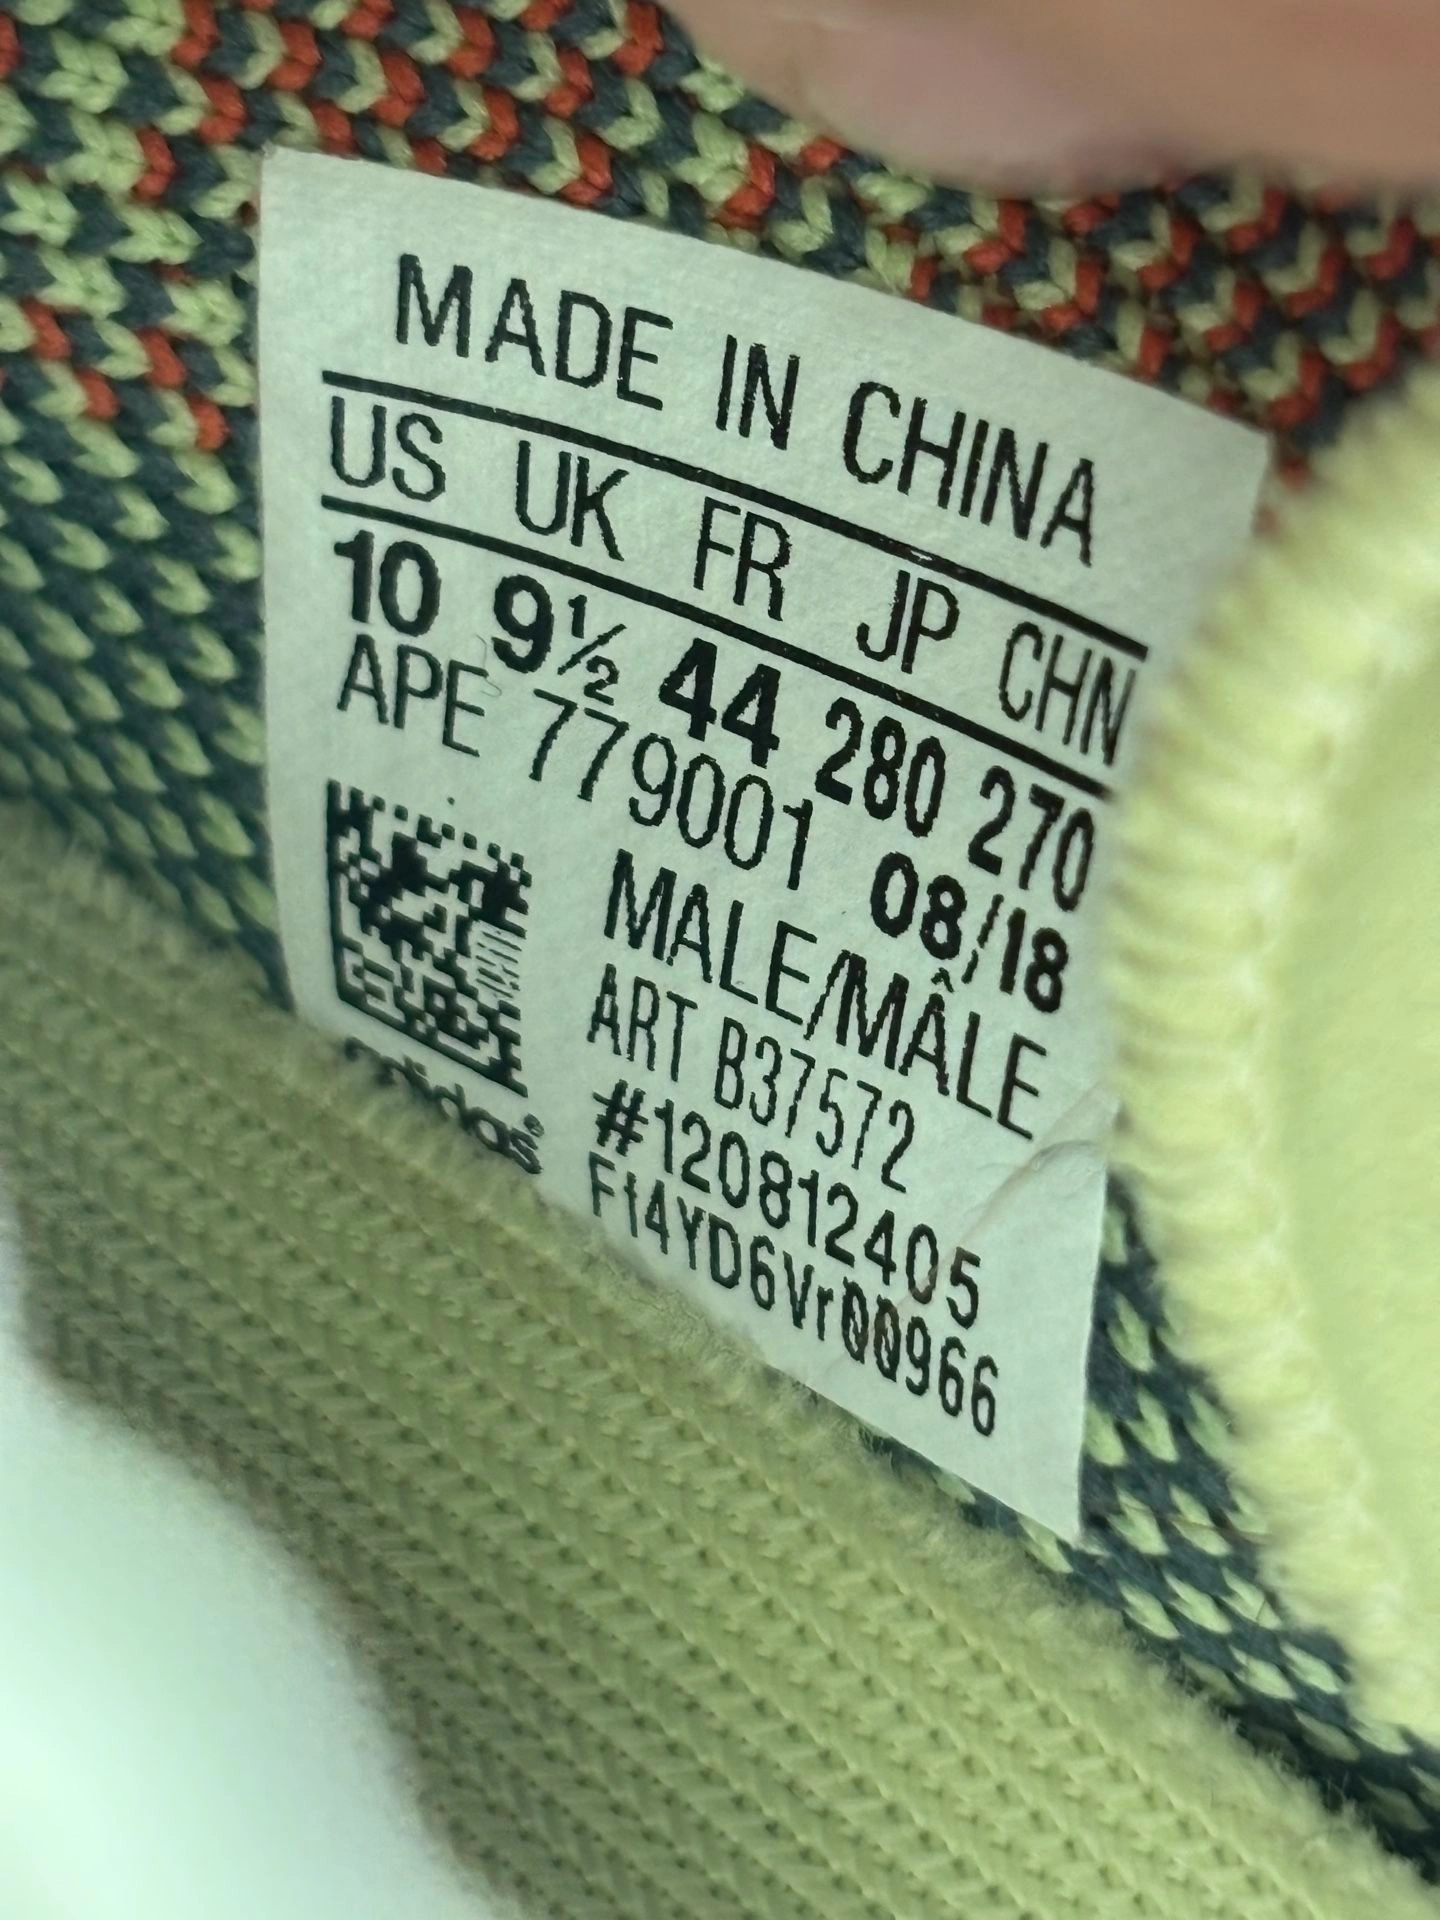 MADE IN CHINA
US UK FR JP CHN
10 9½ 44 280 270
APE 779001 08/18
MALE/MÂLE
ART B37572
#120812405
F14YD6Vr00966
adidas®